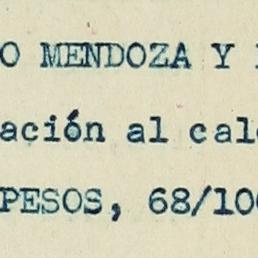 O MENDOZA Y
ación al calc
PESOS, 68/100